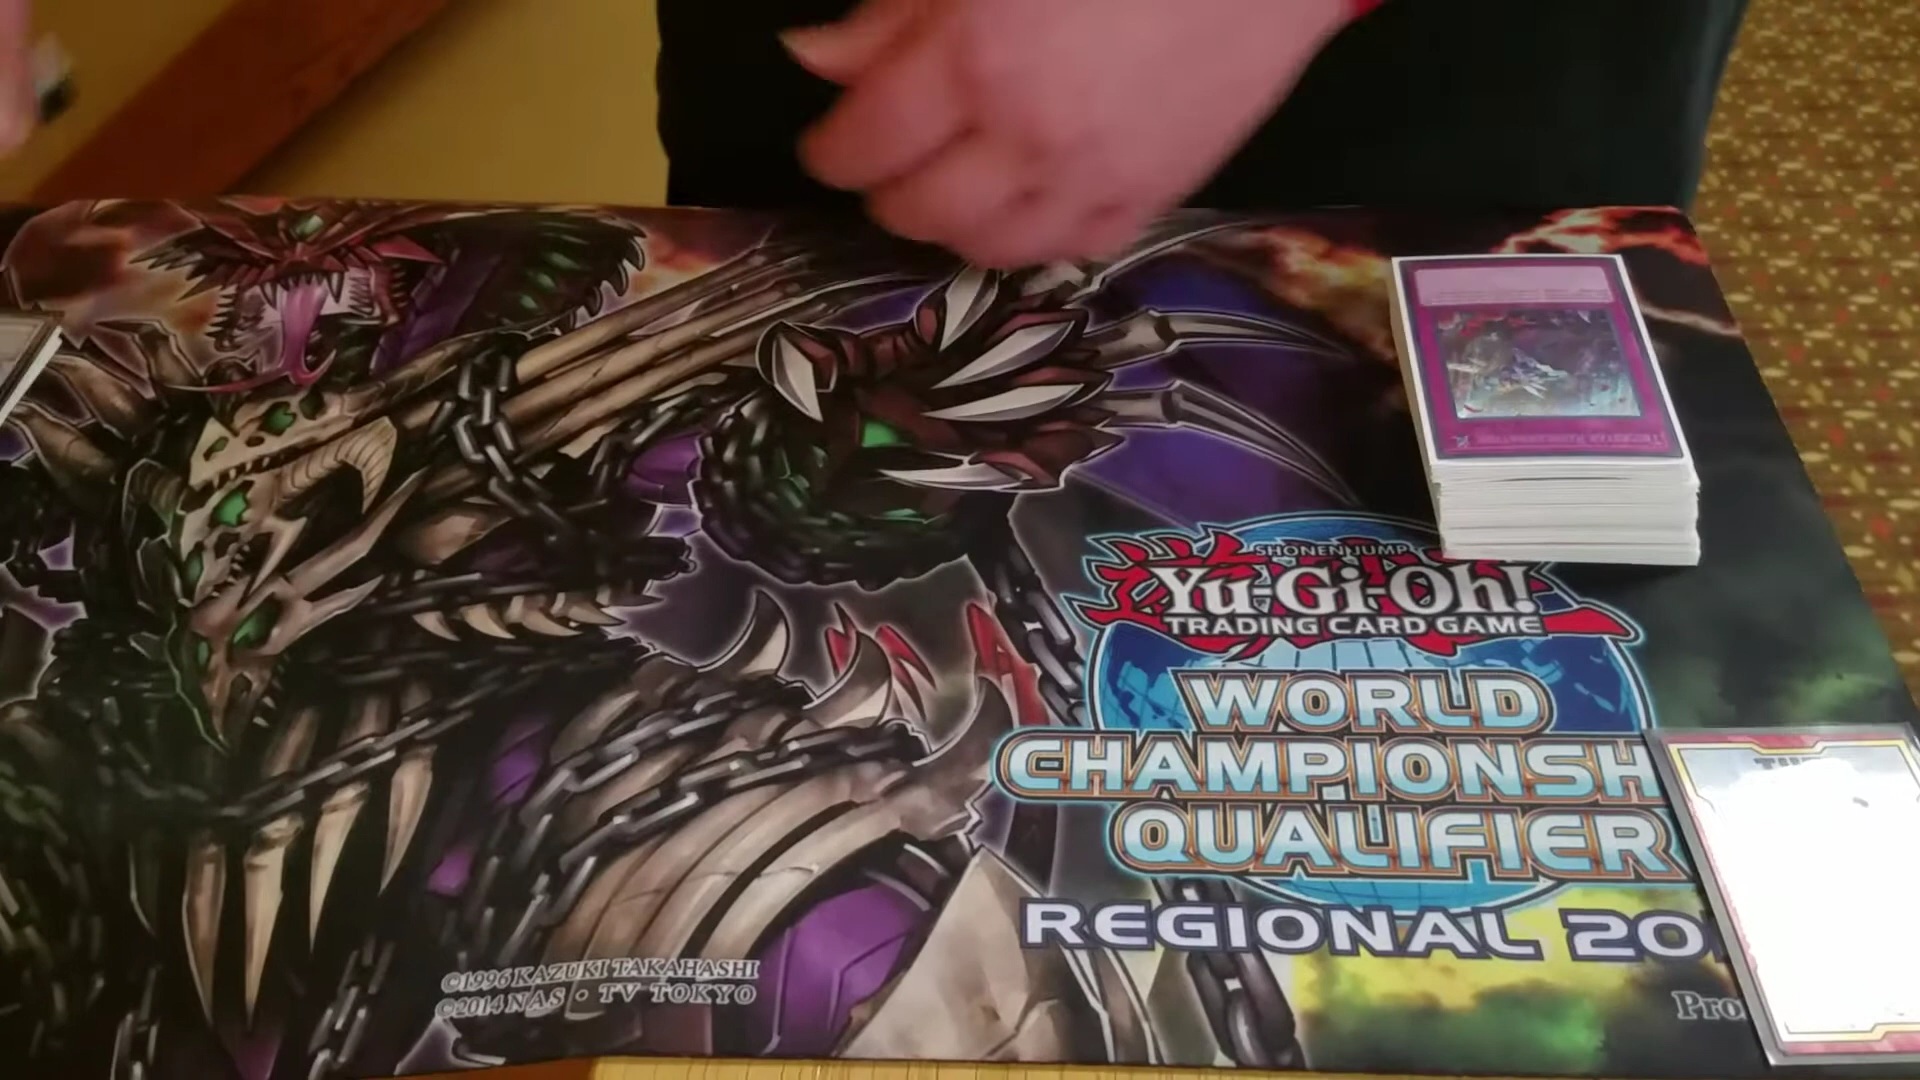 SHONEN JUMP
Yu-Gi-Oh!
TRADING CARD GAME
WORLD
CHAMPIONSH
QUALIFIER
REGIONAL 20
©1996 KAZUKI TAKAHASHI
©2014 NAS • TV TOKYO
Pro